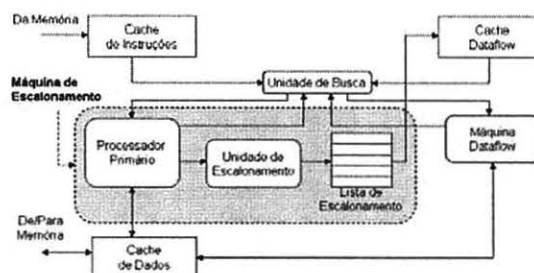 Da Memória
Cache
de Instruções
Cache
Dataflow
Unidade de Busca
Máquina de
Escalonamento
Processador
Primário
Unidade de
Escalonamento
Lista de
Escalonamento
Máquina
Dataflow
De/Para
Memória
Cache
de Dados